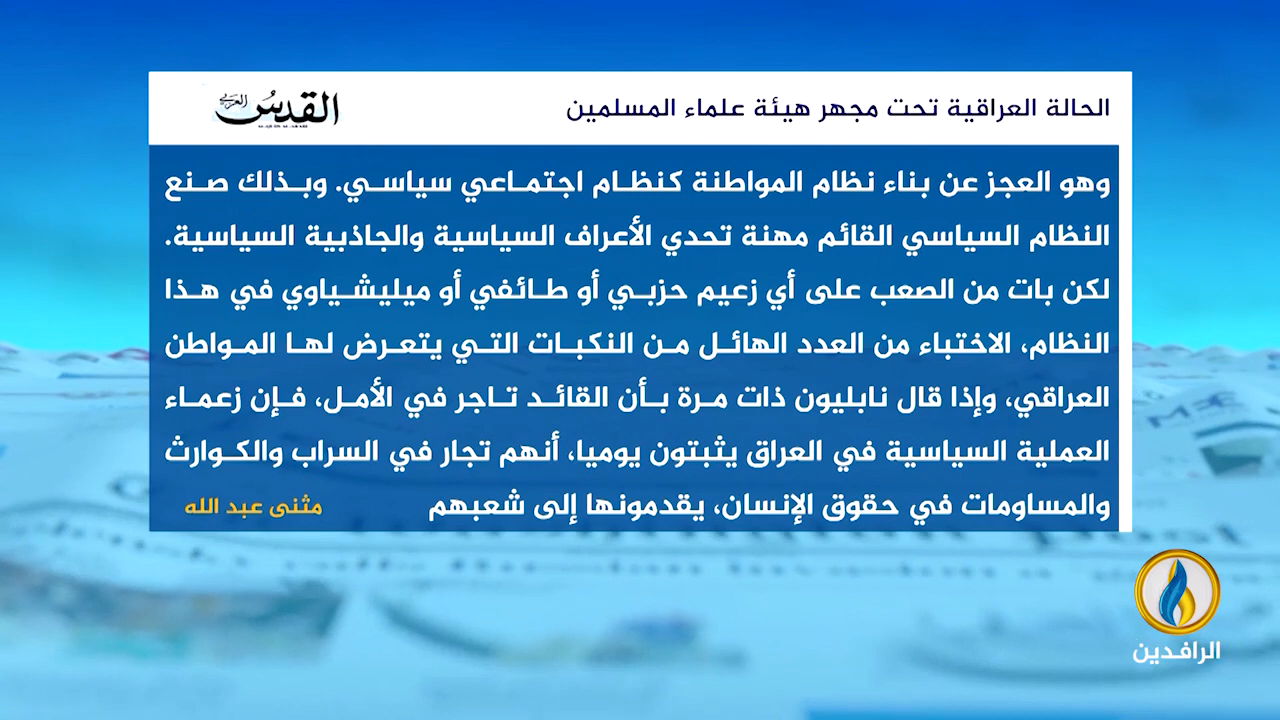 الحالة العراقية تحت مجهر هيئة علماء المسلمين
القدس العربي
وهو العجز عن بناء نظام المواطنة كنظام اجتماعي سياسي. وبذلك صنع
النظام السياسي القائم مهنة تحدي الأعراف السياسية والجاذبية السياسية.
لكن بات من الصعب على أي زعيم حزبي أو طائفي أو ميليشياوي في هذا
النظام، الاختباء من العدد الهائل من النكبات التي يتعرض لها المواطن
العراقي، وإذا قال نابليون ذات مرة بأن القائد تاجر في الأمل، فإن زعماء
العملية السياسية في العراق يثبتون يوميا، أنهم تجار في السراب والكوارث
والمساومات في حقوق الإنسان، يقدمونها إلى شعبهم
مثنى عبد الله
الرافدين